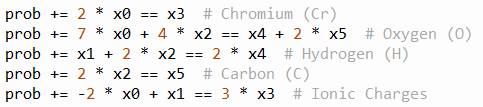 prob += 2 * x0 == x3  # Chromium (Cr)
prob += 7 * x0 + 4 * x2 == x4 + 2 * x5  # Oxygen (O)
prob += x1 + 2 * x2 == 2 * x4  # Hydrogen (H)
prob += 2 * x2 == x5  # Carbon (C)
prob += -2 * x0 + x1 == 3 * x3  # Ionic Charges